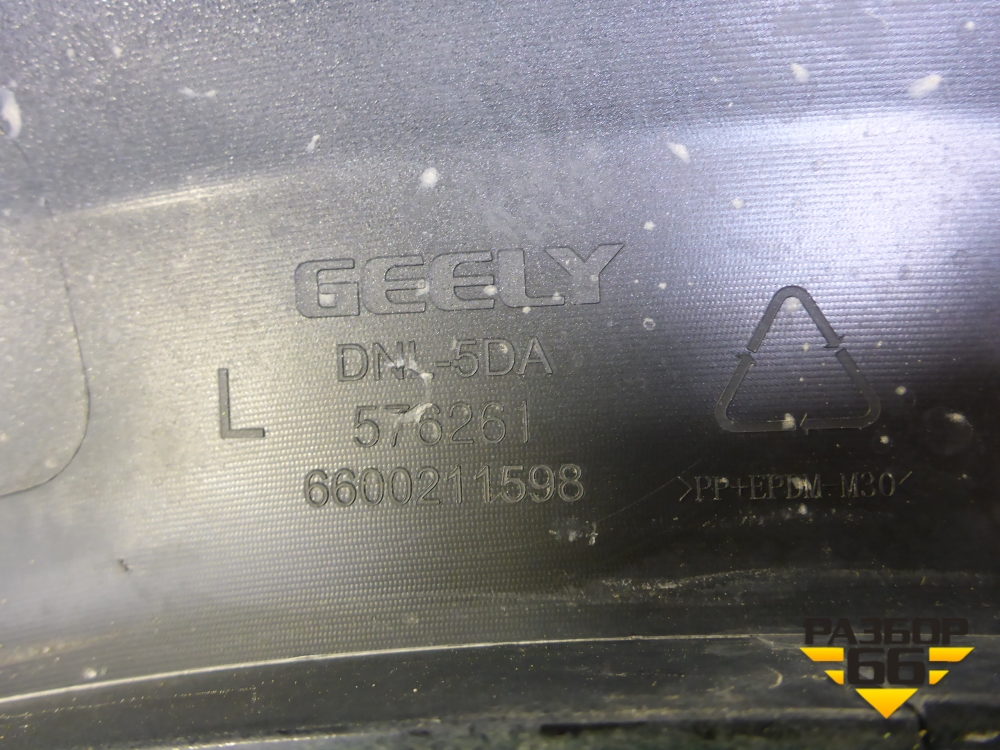 GEELY
DNL-5DA
L
576261
6600211598
>PP+EPDM-M30<
РАЗБОР
66